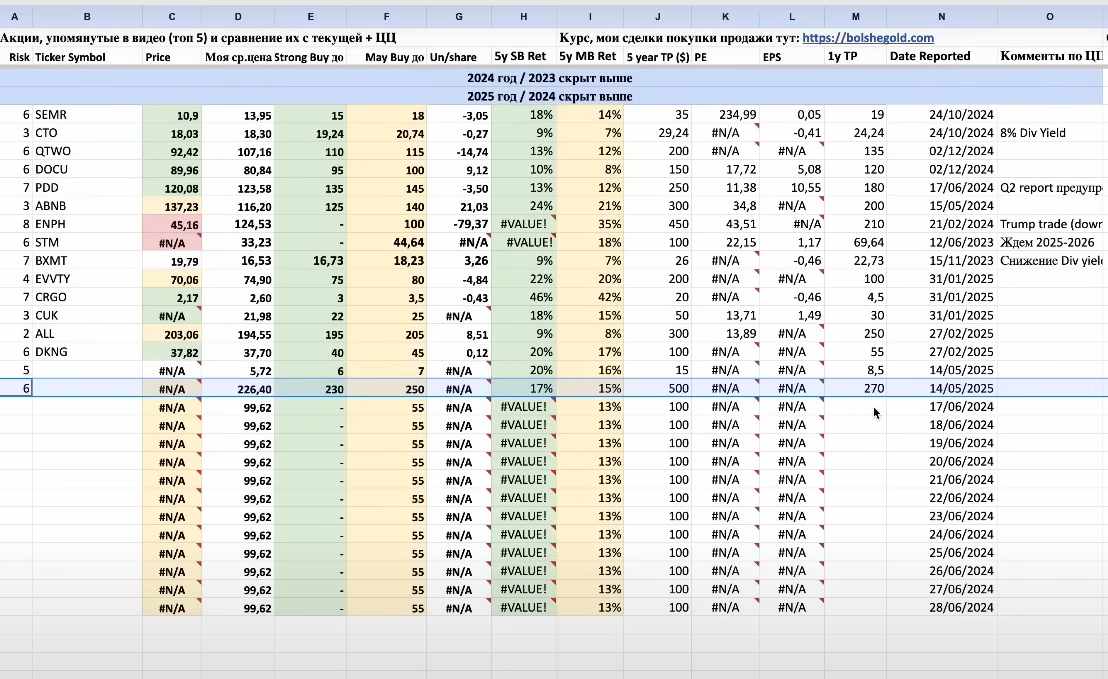 A B C D E F G H I J K L M N O
Акции, упомянутые в видео (топ 5) и сравнение их с текущей + ЦЦ Курс, мои сделки покупки продажи тут: https://bolshegold.com
Risk Ticker Symbol Price Моя ср.цена Strong Buy до May Buy до Un/share 5y SB Ret 5y MB Ret 5 year TP ($) PE EPS 1y TP Date Reported Комменты по ЦЦ
2024 год / 2023 скрыт выше
2025 год / 2024 скрыт выше
6 SEMR 10,9 13,95 15 18 -3,05 18% 14% 35 234,99 0,05 19 24/10/2024
3 CTO 18,03 18,30 19,24 20,74 -0,27 9% 7% 29,24 #N/A -0,41 24,24 24/10/2024 8% Div Yield
6 QTWO 92,42 107,16 110 115 -14,74 13% 12% 200 #N/A #N/A 135 02/12/2024
6 DOCU 89,96 80,84 95 100 9,12 10% 8% 150 17,72 5,08 120 02/12/2024
7 PDD 120,08 123,58 135 145 -3,50 13% 12% 250 11,38 10,55 180 17/06/2024 Q2 report предупр
3 ABNB 137,23 116,20 125 140 21,03 24% 21% 300 34,8 #N/A 200 15/02/2024
8 ENPH 45,16 124,53 - 100 -79,37 #VALUE! 35% 450 43,51 #N/A 210 21/02/2024 Trump trade (dowr
6 STM #N/A 33,23 - 44,64 #N/A #VALUE! 18% 100 22,15 1,17 69,64 12/06/2023 Ждем 2025-2026
7 BXMT 19,79 16,53 16,73 18,23 3,26 9% 7% 26 #N/A -0,46 22,73 15/11/2023 Снижение Div yield
4 EVVTY 70,06 74,90 75 80 -4,84 22% 20% 200 #N/A #N/A 100 31/01/2025
7 CRGO 2,17 2,60 3 3,5 -0,43 46% 42% 20 #N/A -0,46 4,5 31/01/2025
3 CUK #N/A 21,98 22 25 #N/A 18% 15% 50 13,71 1,49 30 31/01/2025
2 ALL 203,06 194,55 195 205 8,51 9% 8% 300 13,89 #N/A 250 27/02/2025
6 DKNG 37,82 37,70 40 45 0,12 20% 17% 100 #N/A #N/A 55 27/02/2025
5 #N/A 5,72 6 7 #N/A 20% 16% 15 #N/A #N/A 8,5 14/05/2025
6 #N/A 226,40 230 250 #N/A 17% 15% 500 #N/A #N/A 270 14/05/2025
#N/A 99,62 - 55 #N/A #VALUE! 13% 100 #N/A #N/A 17/06/2024
#N/A 99,62 - 55 #N/A #VALUE! 13% 100 #N/A #N/A 18/06/2024
#N/A 99,62 - 55 #N/A #VALUE! 13% 100 #N/A #N/A 19/06/2024
#N/A 99,62 - 55 #N/A #VALUE! 13% 100 #N/A #N/A 20/06/2024
#N/A 99,62 - 55 #N/A #VALUE! 13% 100 #N/A #N/A 21/06/2024
#N/A 99,62 - 55 #N/A #VALUE! 13% 100 #N/A #N/A 22/06/2024
#N/A 99,62 - 55 #N/A #VALUE! 13% 100 #N/A #N/A 23/06/2024
#N/A 99,62 - 55 #N/A #VALUE! 13% 100 #N/A #N/A 24/06/2024
#N/A 99,62 - 55 #N/A #VALUE! 13% 100 #N/A #N/A 25/06/2024
#N/A 99,62 - 55 #N/A #VALUE! 13% 100 #N/A #N/A 26/06/2024
#N/A 99,62 - 55 #N/A #VALUE! 13% 100 #N/A #N/A 27/06/2024
#N/A 99,62 - 55 #N/A #VALUE! 13% 100 #N/A #N/A 28/06/2024